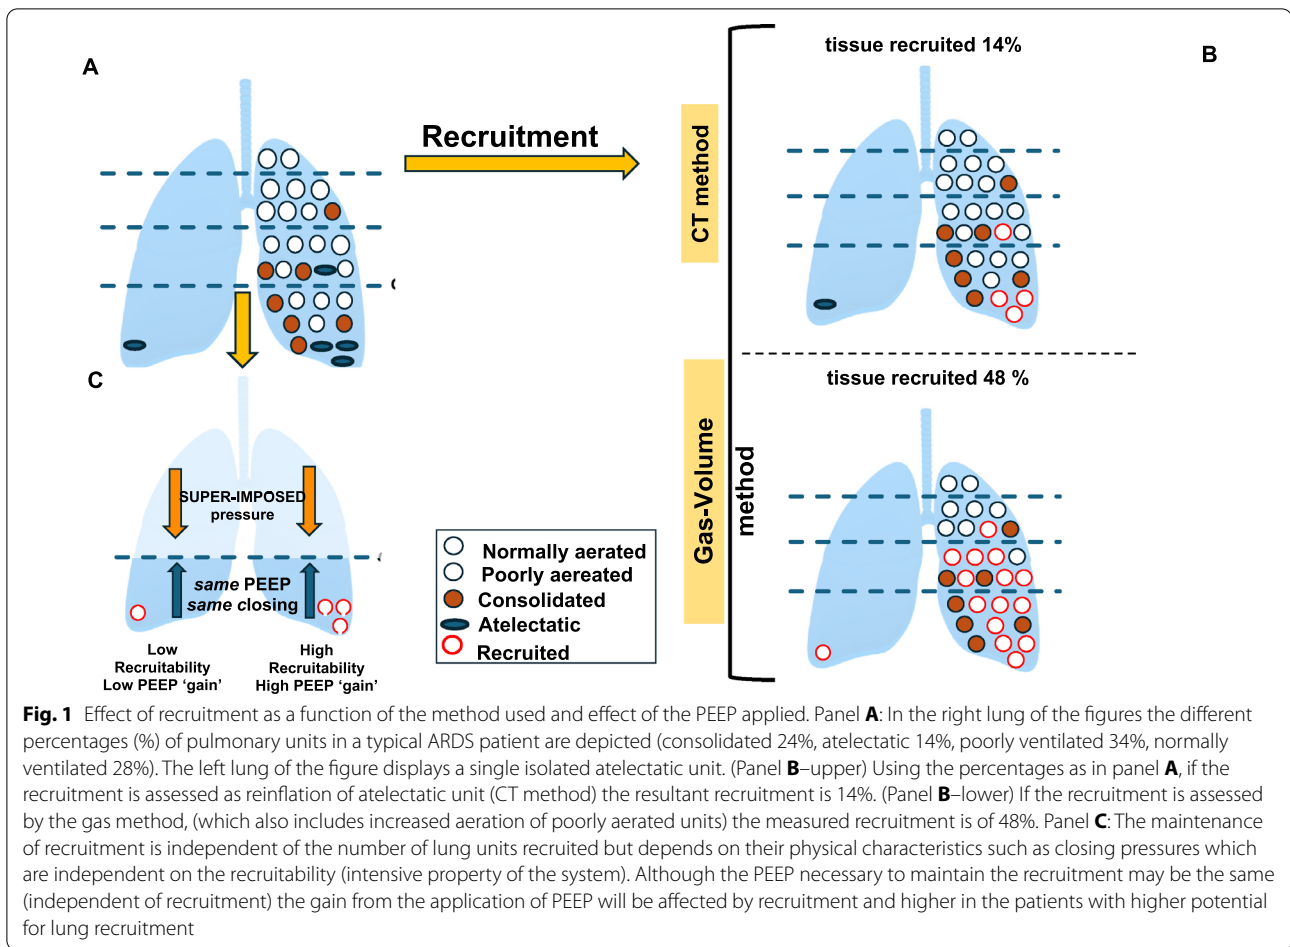 A
Recruitment
B
tissue recruited 14%
CT method
tissue recruited 48 %
Gas-Volume
method
C
SUPER-IMPOSED
pressure
same PEEP
same closing
Low
Recruitability
Low PEEP ‘gain’
High
Recruitability
High PEEP ‘gain’
Normally aerated
Poorly aereated
Consolidated
Atelectatic
Recruited
Fig. 1 Effect of recruitment as a function of the method used and effect of the PEEP applied. Panel A: In the right lung of the figures the different
percentages (%) of pulmonary units in a typical ARDS patient are depicted (consolidated 24%, atelectatic 14%, poorly ventilated 34%, normally
ventilated 28%). The left lung of the figure displays a single isolated atelectatic unit. (Panel B–upper) Using the percentages as in panel A, if the
recruitment is assessed as reinflation of atelectatic unit (CT method) the resultant recruitment is 14%. (Panel B–lower) If the recruitment is assessed
by the gas method, (which also includes increased aeration of poorly aerated units) the measured recruitment is of 48%. Panel C: The maintenance
of recruitment is independent of the number of lung units recruited but depends on their physical characteristics such as closing pressures which
are independent on the recruitability (intensive property of the system). Although the PEEP necessary to maintain the recruitment may be the same
(independent of recruitment) the gain from the application of PEEP will be affected by recruitment and higher in the patients with higher potential
for lung recruitment